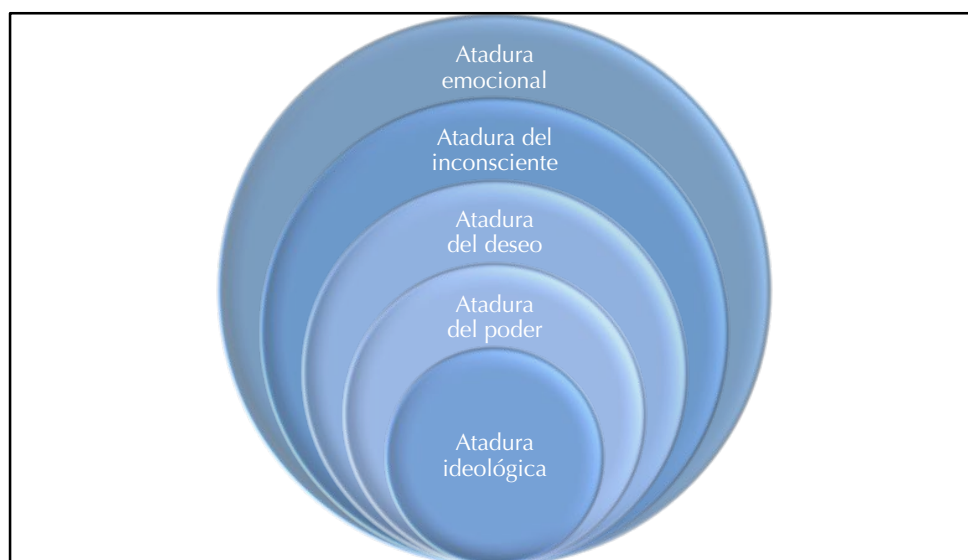 Atadura
emocional
Atadura del
inconsciente
Atadura
del deseo
Atadura
del poder
Atadura
ideológica